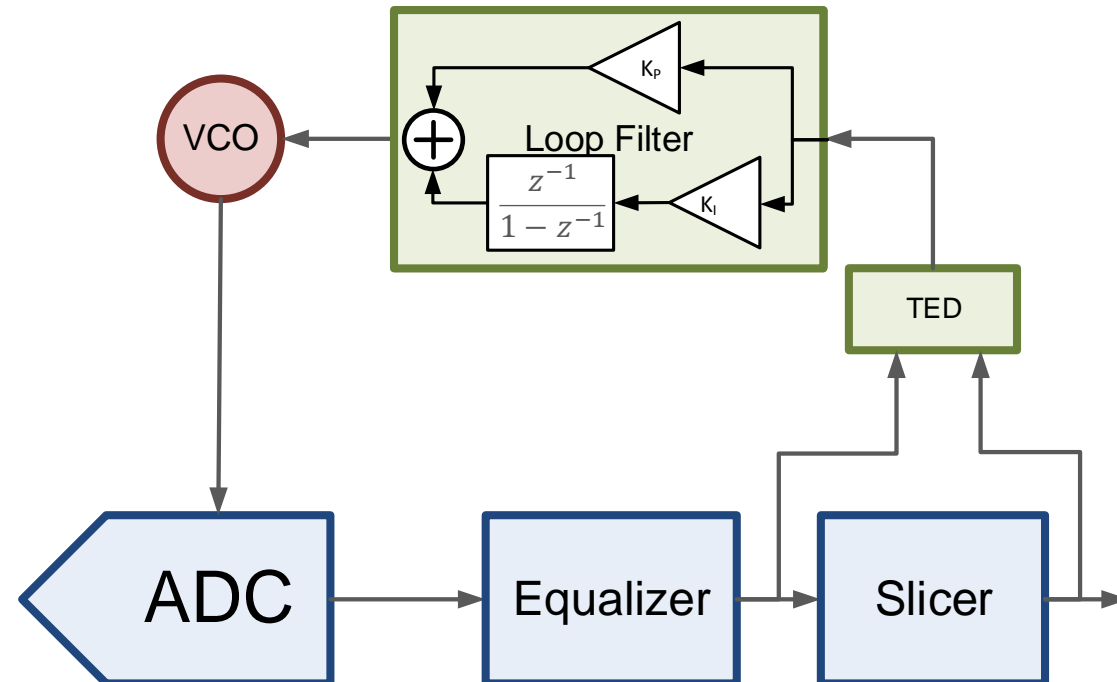 K_P
VCO
Loop Filter
z^{-1}
1 − z^{-1}
K_I
TED
ADC
Equalizer
Slicer